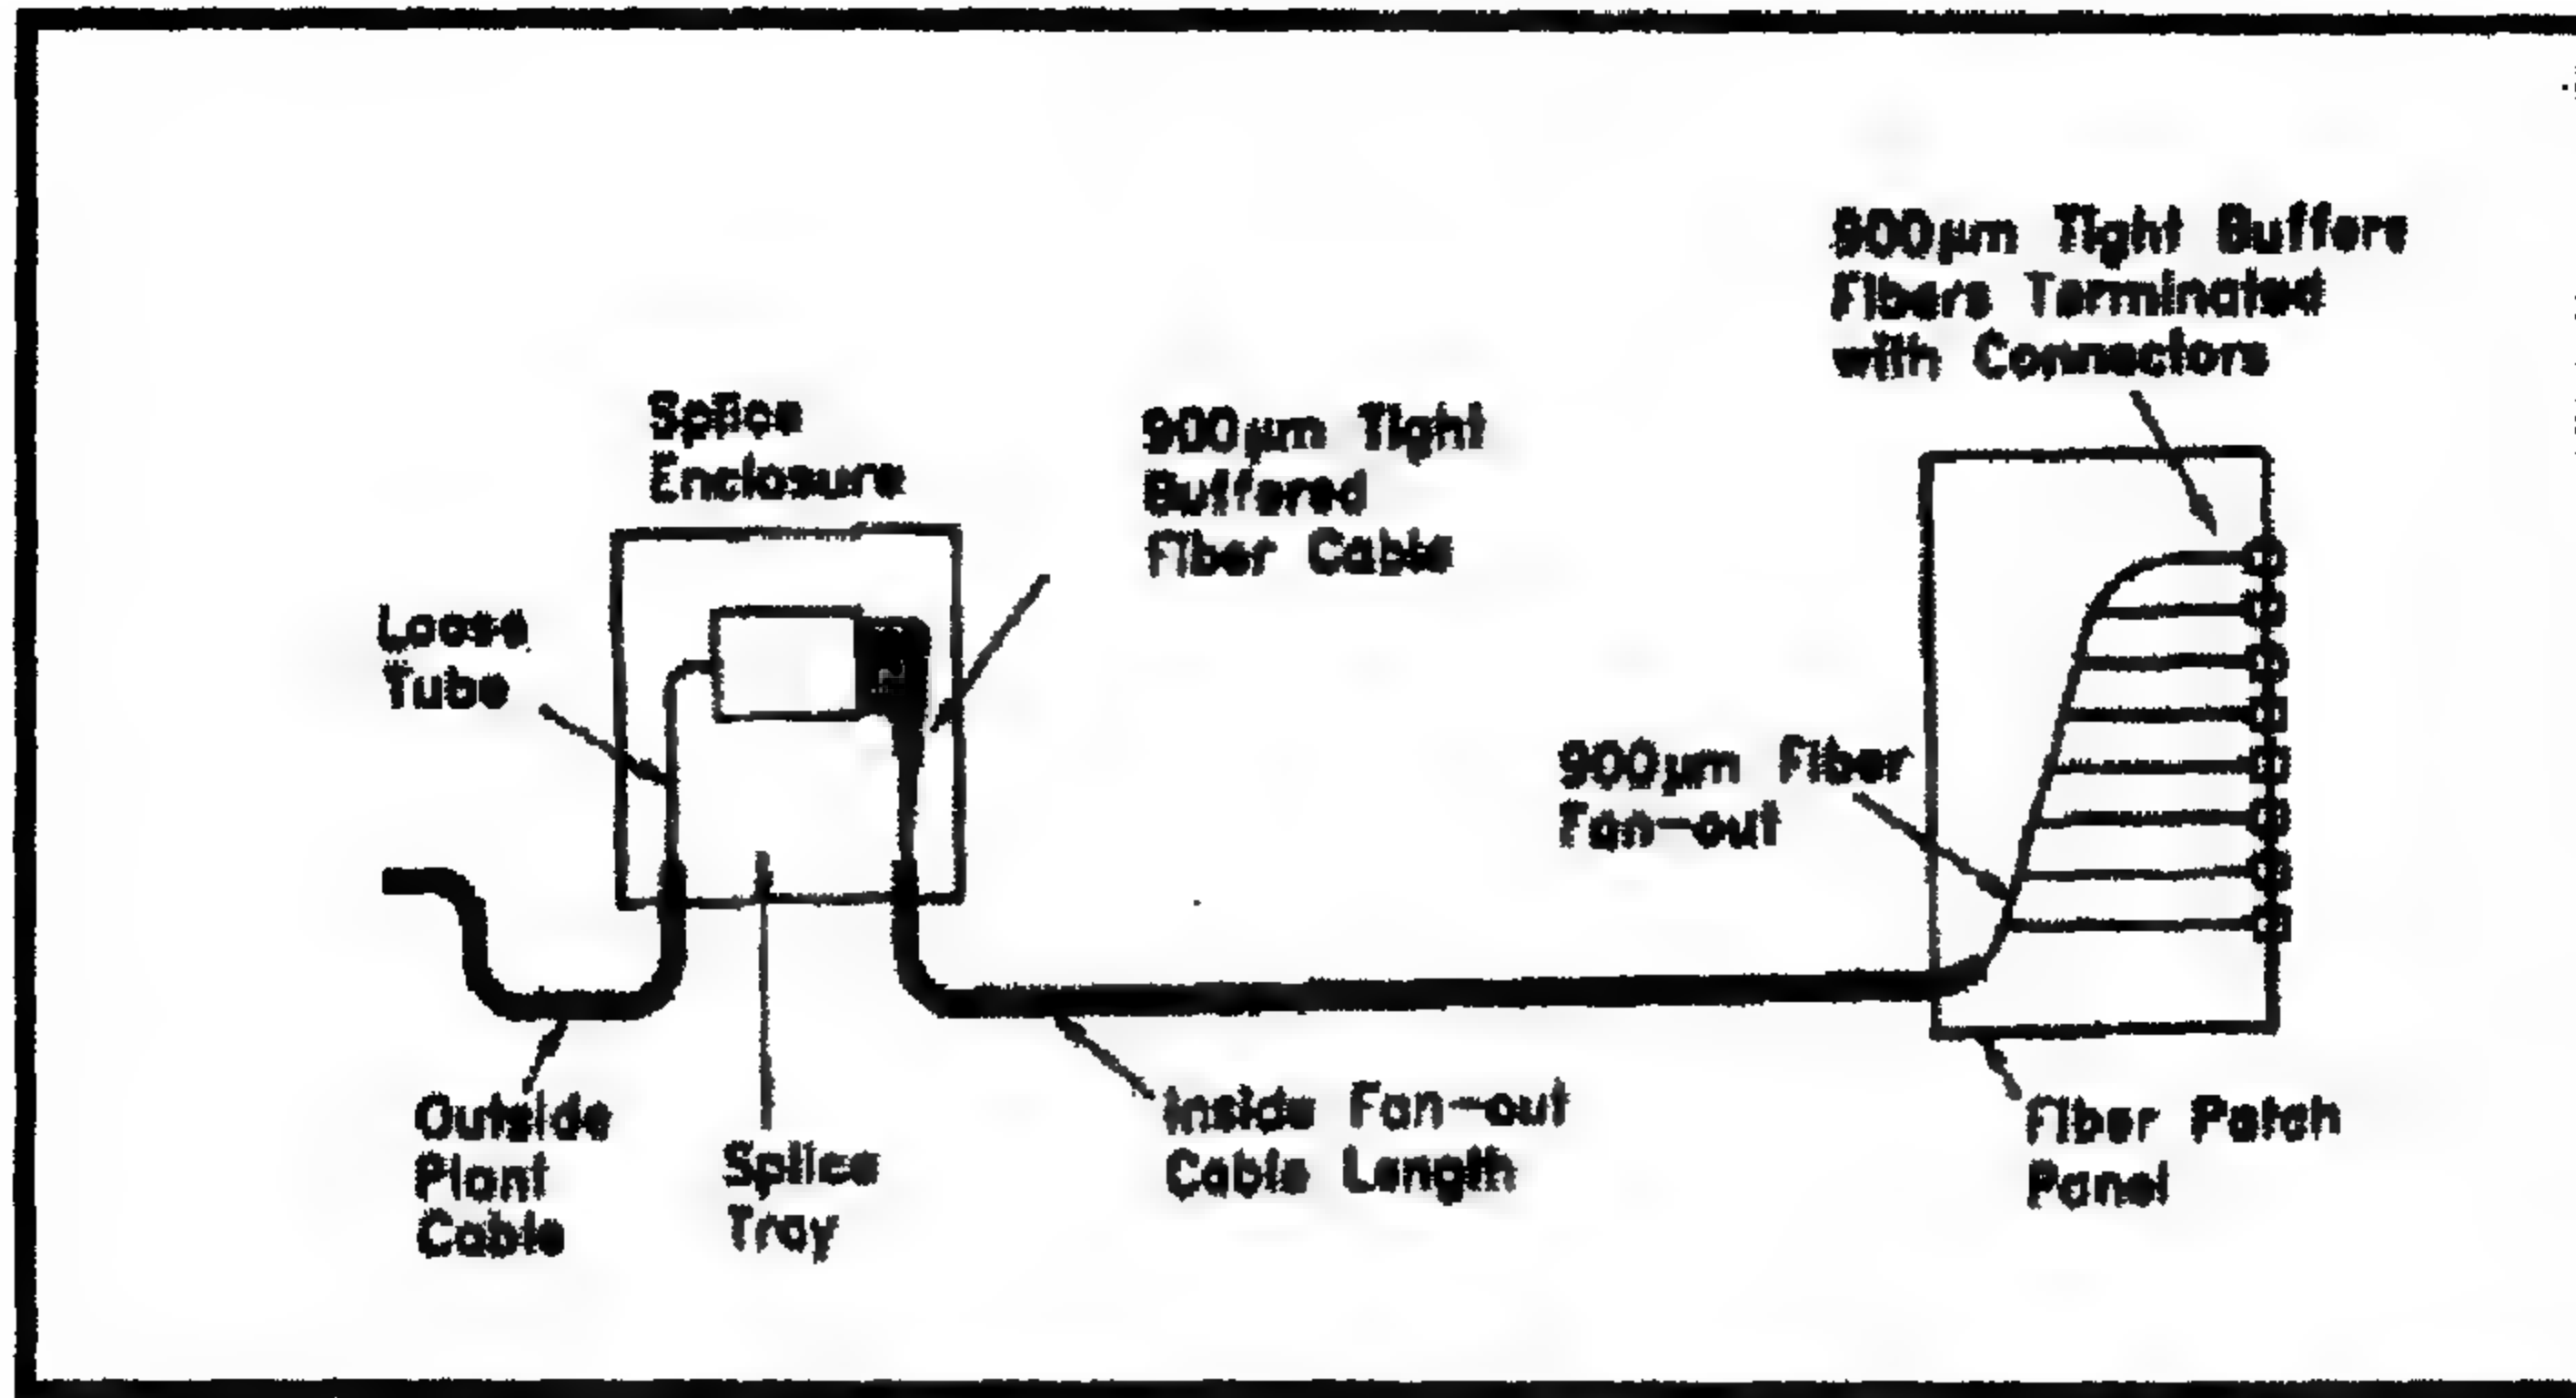 900µm Tight Buffers
Fibers Terminated
with Connectors
Splice
Enclosure
900µm Tight
Buffered
Fiber Cable
Loose
Tube
900µm Fiber
Fan-out
Outside
Plant
Cable
Splice
Tray
Inside Fan-out
Cable Length
Fiber Patch
Panel